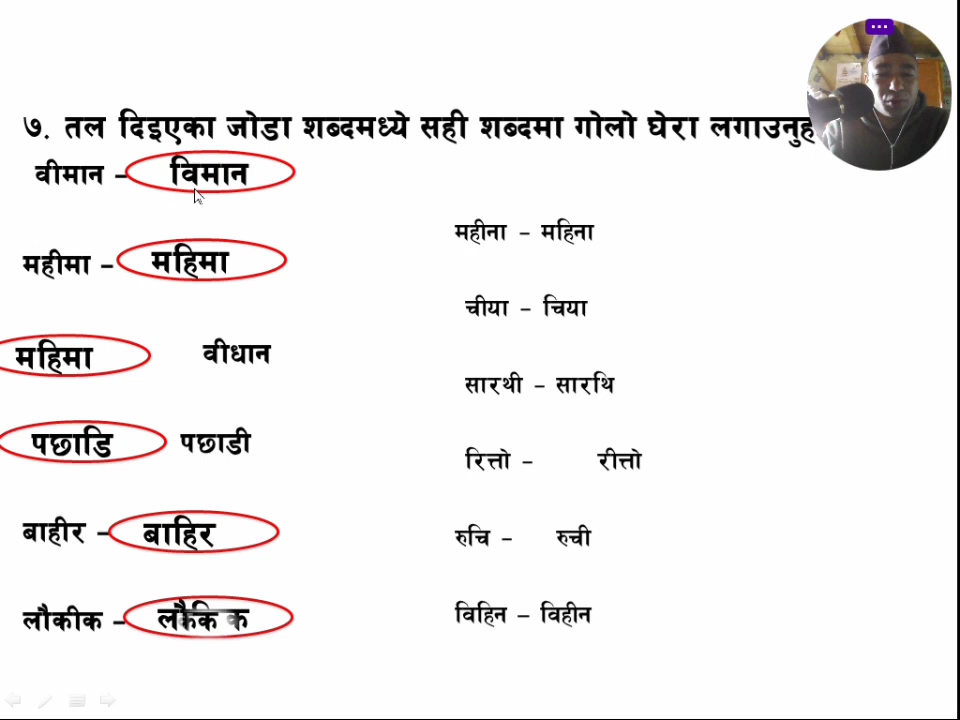 ७. तल दिइएका जोडा शब्दमध्ये सही शब्दमा गोलो घेरा लगाउनुह
वीमान – विमान
महीमा – महिमा
महिमा वीधान
पछाडि पछाडी
बाहीर – बाहिर
लौकीक –
महीना – महिना
चीया – चिया
सारथी – सारथि
रित्तो – रीत्तो
रुचि – रुची
विहिन – विहीन